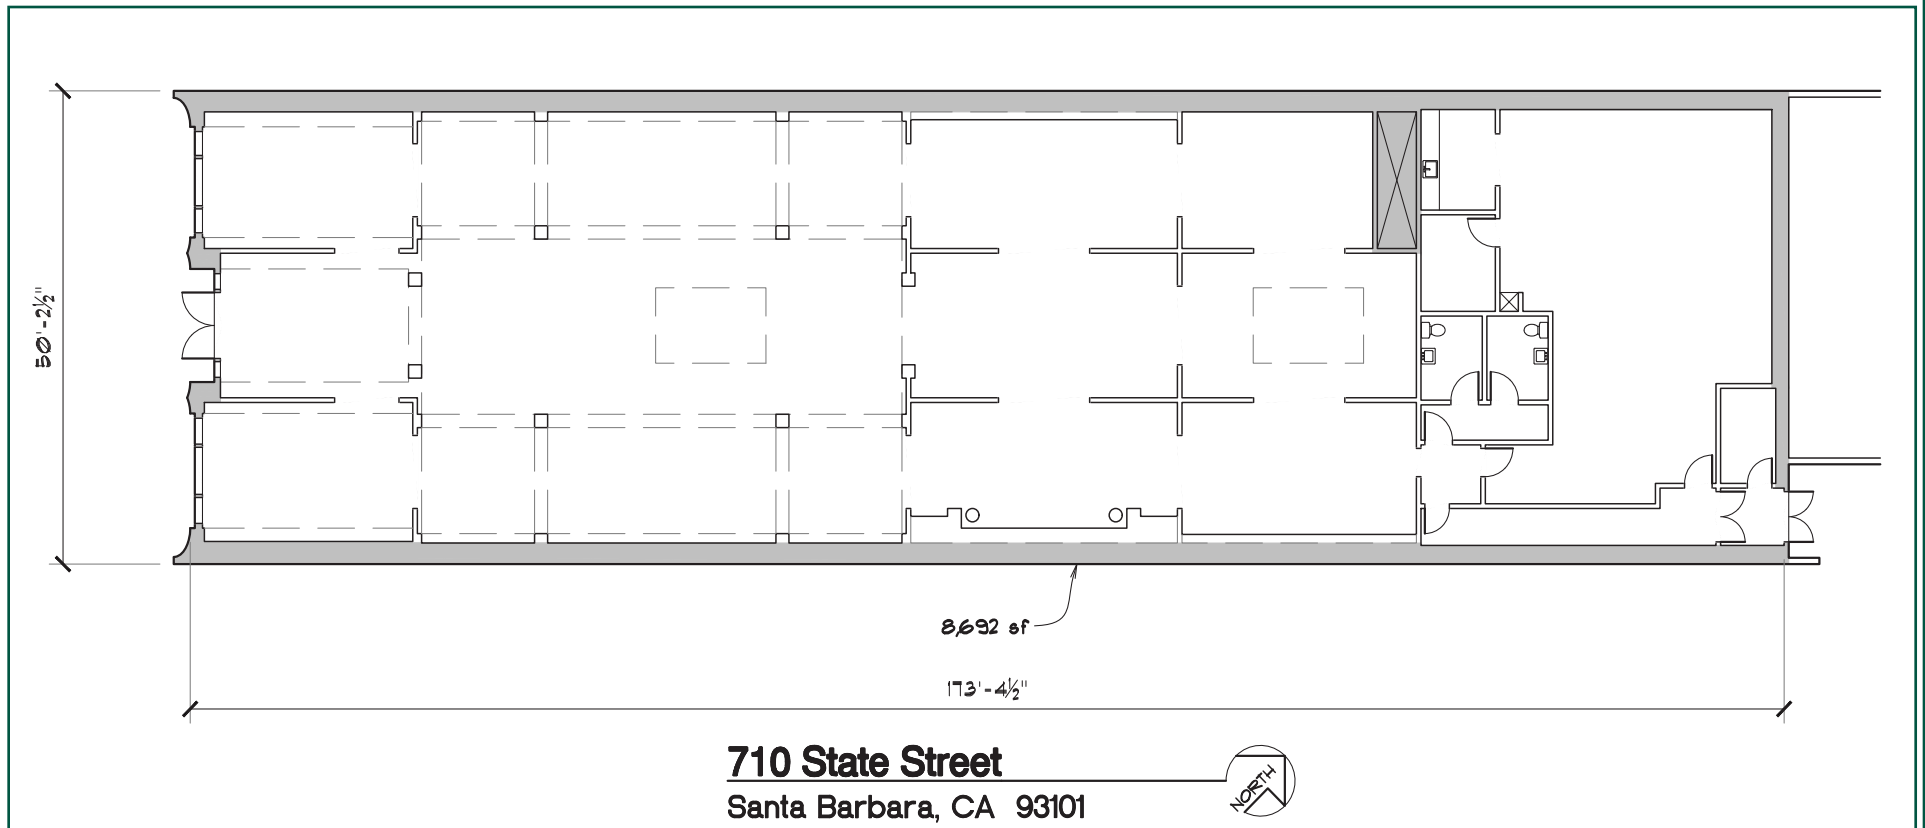 50'-2½"
8,692 sf
173'-4½"
710 State Street
Santa Barbara, CA 93101
NORTH